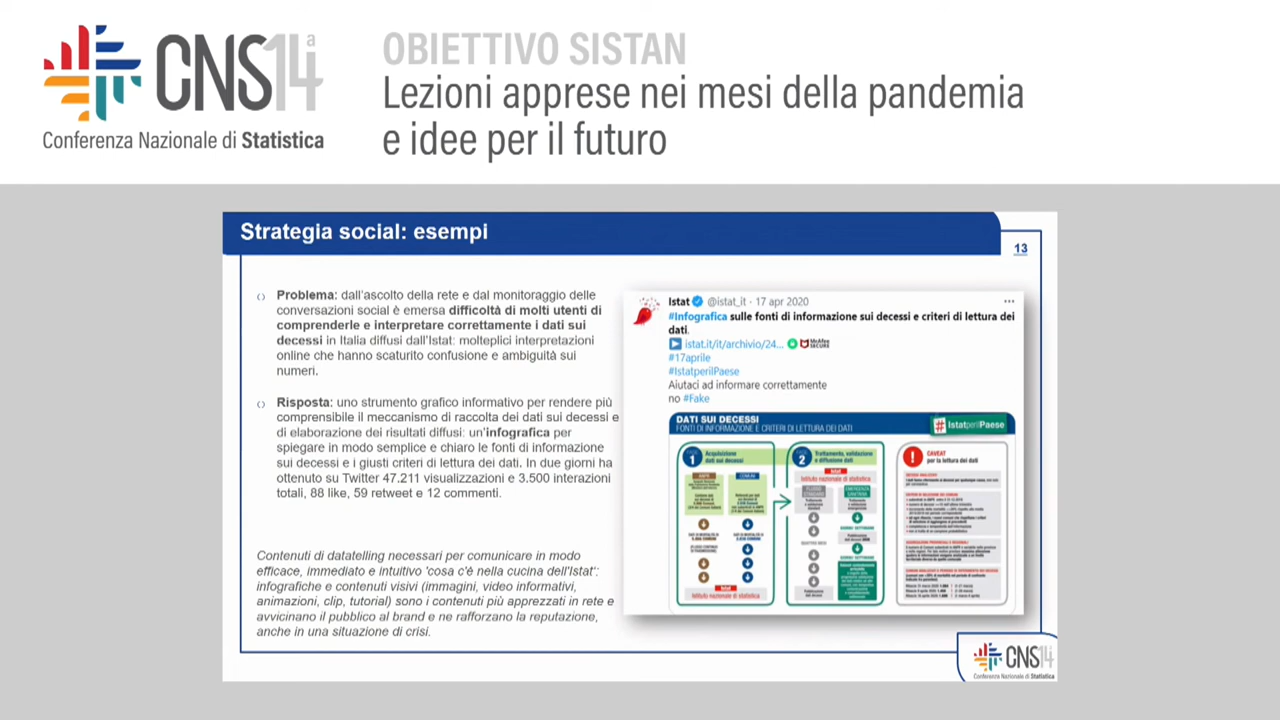 CNS14a
Conferenza Nazionale di Statistica
OBIETTIVO SISTAN
Lezioni apprese nei mesi della pandemia
e idee per il futuro
Strategia social: esempi
13
Problema: dall'ascolto della rete e dal monitoraggio delle
conversazioni social è emersa difficoltà di molti utenti di
comprenderle e interpretare correttamente i dati sui
decessi in Italia diffusi dall'Istat: molteplici interpretazioni
online che hanno scaturito confusione e ambiguità sui
numeri.
Risposta: uno strumento grafico informativo per rendere più
comprensibile il meccanismo di raccolta dei dati sui decessi e
di elaborazione dei risultati diffusi: un'infografica per
spiegare in modo semplice e chiaro le fonti di informazione
sui decessi e i giusti criteri di lettura dei dati. In due giorni ha
ottenuto su Twitter 47.211 visualizzazioni e 3.500 interazioni
totali, 88 like, 59 retweet e 12 commenti.
Contenuti di datatelling necessari per comunicare in modo
efficace, immediato e intuitivo 'cosa c'è nella cucina dell'Istat':
infografiche e contenuti visivi (immagini, video informativi,
animazioni, clip, tutorial) sono i contenuti più apprezzati in rete e
avvicinano il pubblico al brand e ne rafforzano la reputazione,
anche in una situazione di crisi.
Istat @istat_it · 17 apr 2020
#Infografica sulle fonti di informazione sui decessi e criteri di lettura dei
dati.
istat.it/it/archivio/24... McAfee SECURE
#17aprile
#IstatperilPaese
Aiutaci ad informare correttamente
no #Fake
DATI SUI DECESSI
FONTI DI INFORMAZIONE E CRITERI DI LETTURA DEI DATI
#IstatperilPaese
1 Acquisizione
dati sui decessi
COMUNI
Istat
Istituto nazionale di statistica
2 Trattamento, validazione
e diffusione dati
Istat
Istituto nazionale di statistica
! CAVEAT
per la lettura dei dati
CNS14
Conferenza Nazionale di Statistica